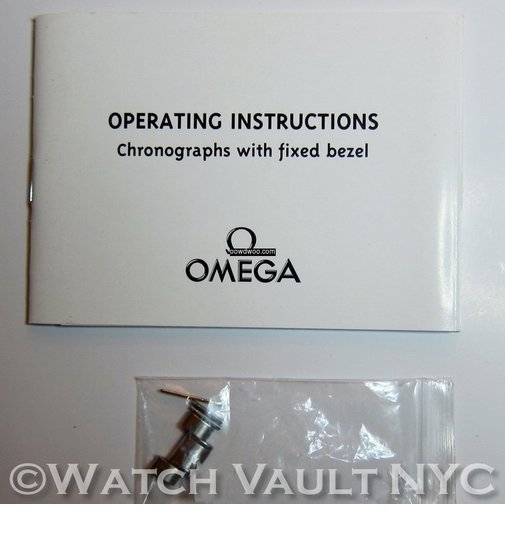 OPERATING INSTRUCTIONS
Chronographs with fixed bezel
Ω
oowdwoo.com
OMEGA
©WATCH VAULT NYC